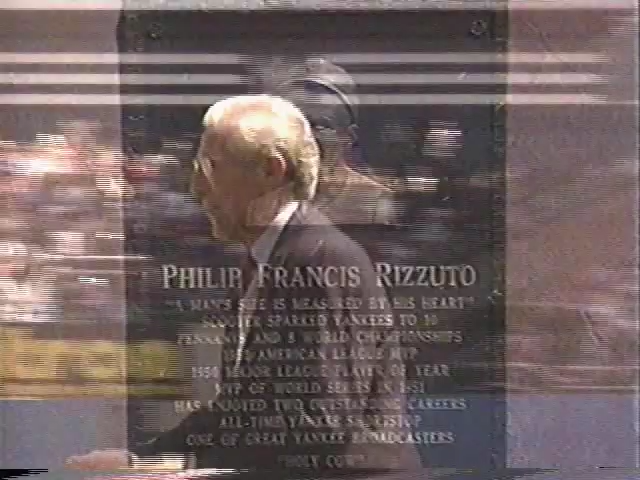 PHILIP FRANCIS RIZZUTO
"A MAN'S SIZE IS MEASURED BY HIS HEART"
SCOOTER SPARKED YANKEES TO 10
PENNANTS AND 8 WORLD CHAMPIONSHIPS
1950 AMERICAN LEAGUE MVP
1950 MAJOR LEAGUE PLAYER OF YEAR
MVP OF WORLD SERIES IN 1951
HAS ENJOYED TWO OUTSTANDING CAREERS
ALL-TIME YANKEE SHORTSTOP
ONE OF GREAT YANKEE BROADCASTERS
"HOLY COW"